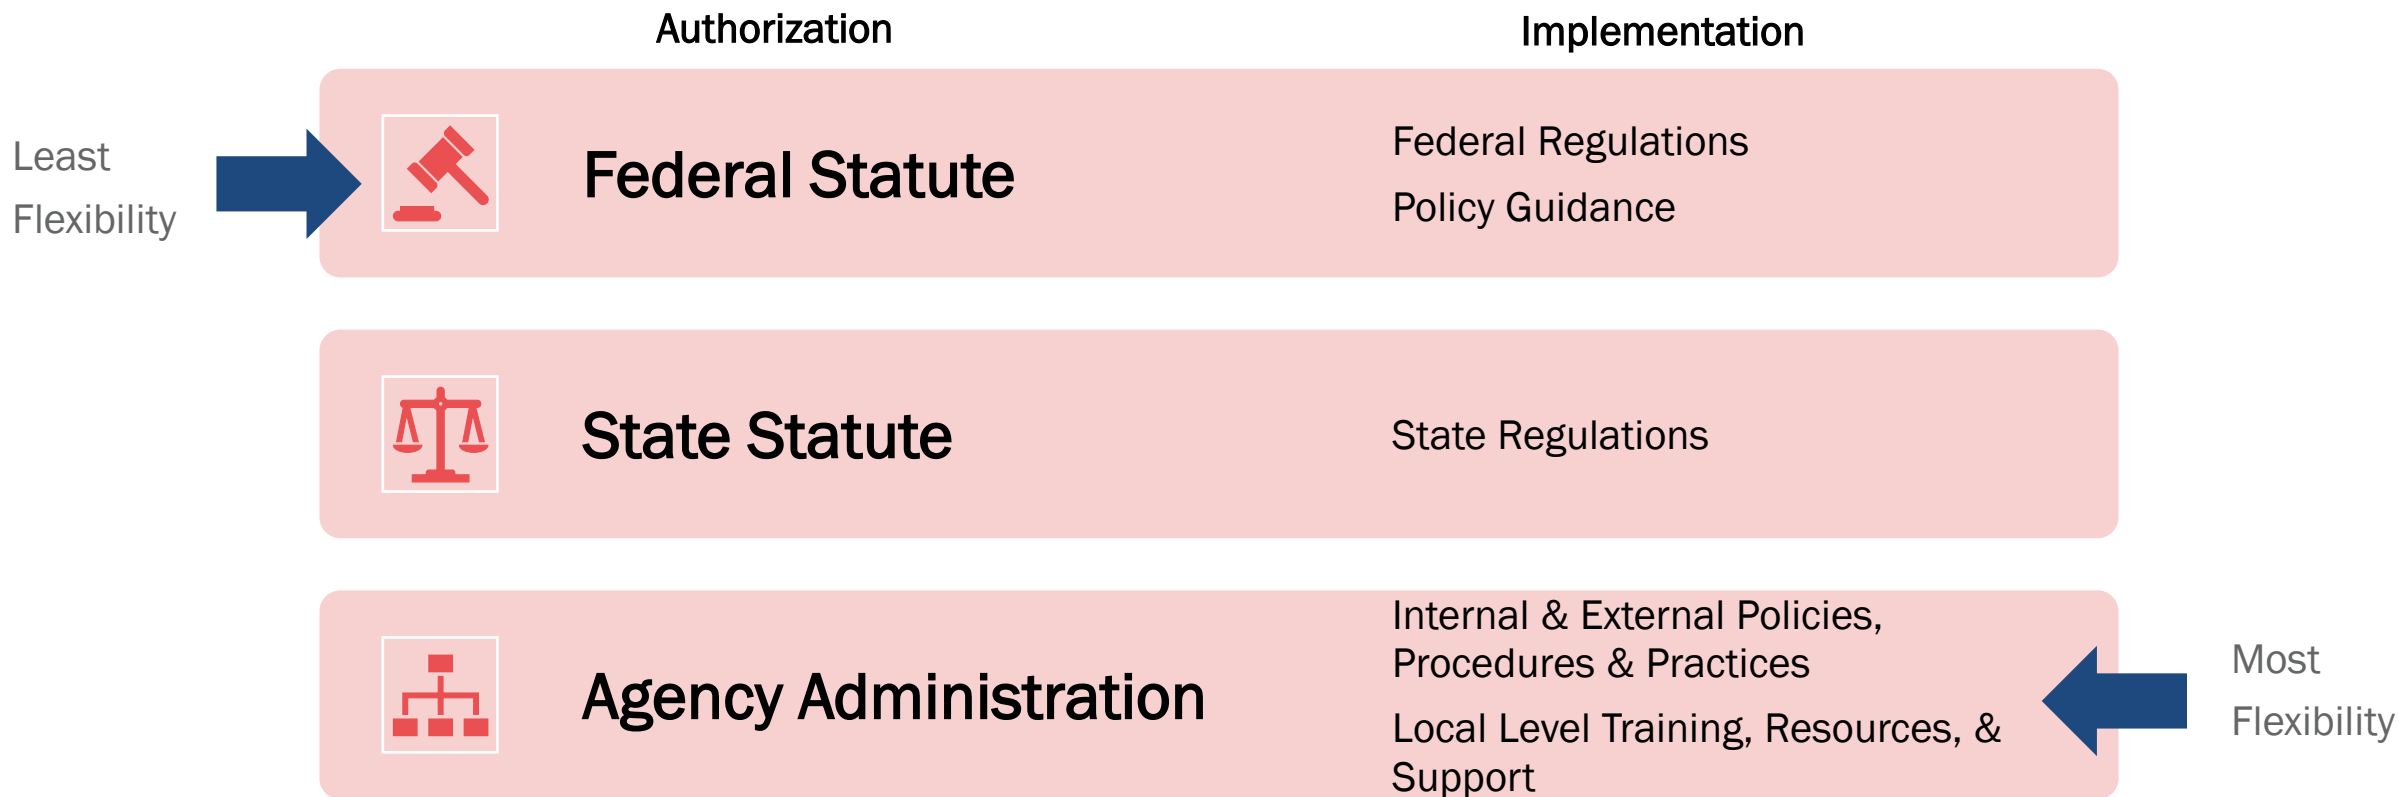 Authorization
Implementation
Least
Flexibility
Federal Statute
Federal Regulations
Policy Guidance
State Statute
State Regulations
Agency Administration
Internal & External Policies,
Procedures & Practices
Local Level Training, Resources, &
Support
Most
Flexibility